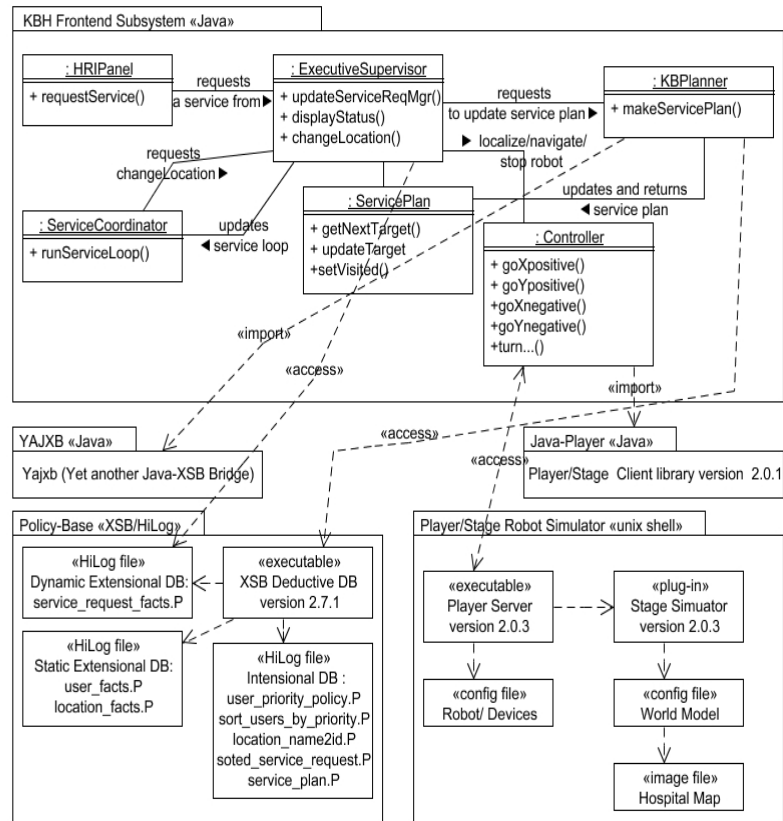 KBH Frontend Subsystem «Java»
: HRIPanel
+ requestService()
requests
a service from ▶
: ExecutiveSupervisor
+ updateServiceReqMgr()
+ displayStatus()
+ changeLocation()
requests
to update service plan ▶
: KBPlanner
+ makeServicePlan()
▶ localize/navigate/
stop robot
requests
changeLocation ▶
: ServiceCoordinator
+ runServiceLoop()
updates
◀ service loop
: ServicePlan
+ getNextTarget()
+ updateTarget
+setVisited()
updates and returns
◀ service plan
: Controller
+ goXpositive()
+ goYpositive()
+goXnegative()
+goYnegative()
+turn...()
«import»
«access»
«import»
YAJXB «Java»
Yajxb (Yet another Java-XSB Bridge)
«access»
«access»
Java-Player «Java»
Player/Stage Client library version 2.0.1
Policy-Base «XSB/HiLog»
«HiLog file»
Dynamic Extensional DB:
service_request_facts.P
«executable»
XSB Deductive DB
version 2.7.1
«HiLog file»
Static Extensional DB:
user_facts.P
location_facts.P
«HiLog file»
Intensional DB :
user_priority_policy.P
sort_users_by_priority.P
location_name2id.P
soted_service_request.P
service_plan.P
Player/Stage Robot Simulator «unix shell»
«executable»
Player Server
version 2.0.3
«plug-in»
Stage Simuator
version 2.0.3
«config file»
Robot/ Devices
«config file»
World Model
«image file»
Hospital Map